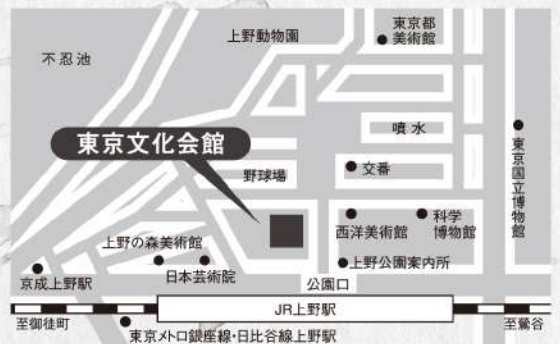 東京都
美術館
上野動物園
不忍池
噴水
東京文化会館
交番
野球場
東京国立博物館
西洋美術館
科学
博物館
上野の森美術館
日本芸術院
上野公園案内所
京成上野駅
公園口
JR上野駅
至御徒町
至鶯谷
東京メトロ銀座線・日比谷線上野駅